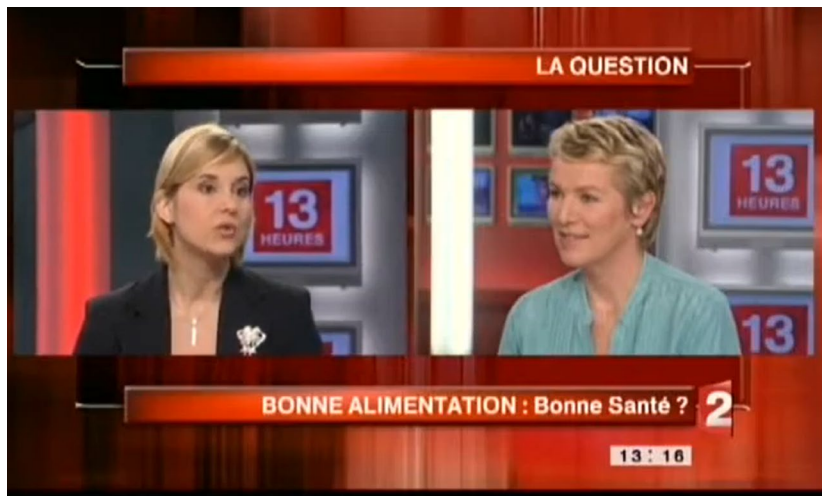 LA QUESTION
13
HEURES
13
HEURES
13
BONNE ALIMENTATION : Bonne Santé ?
2
13:16